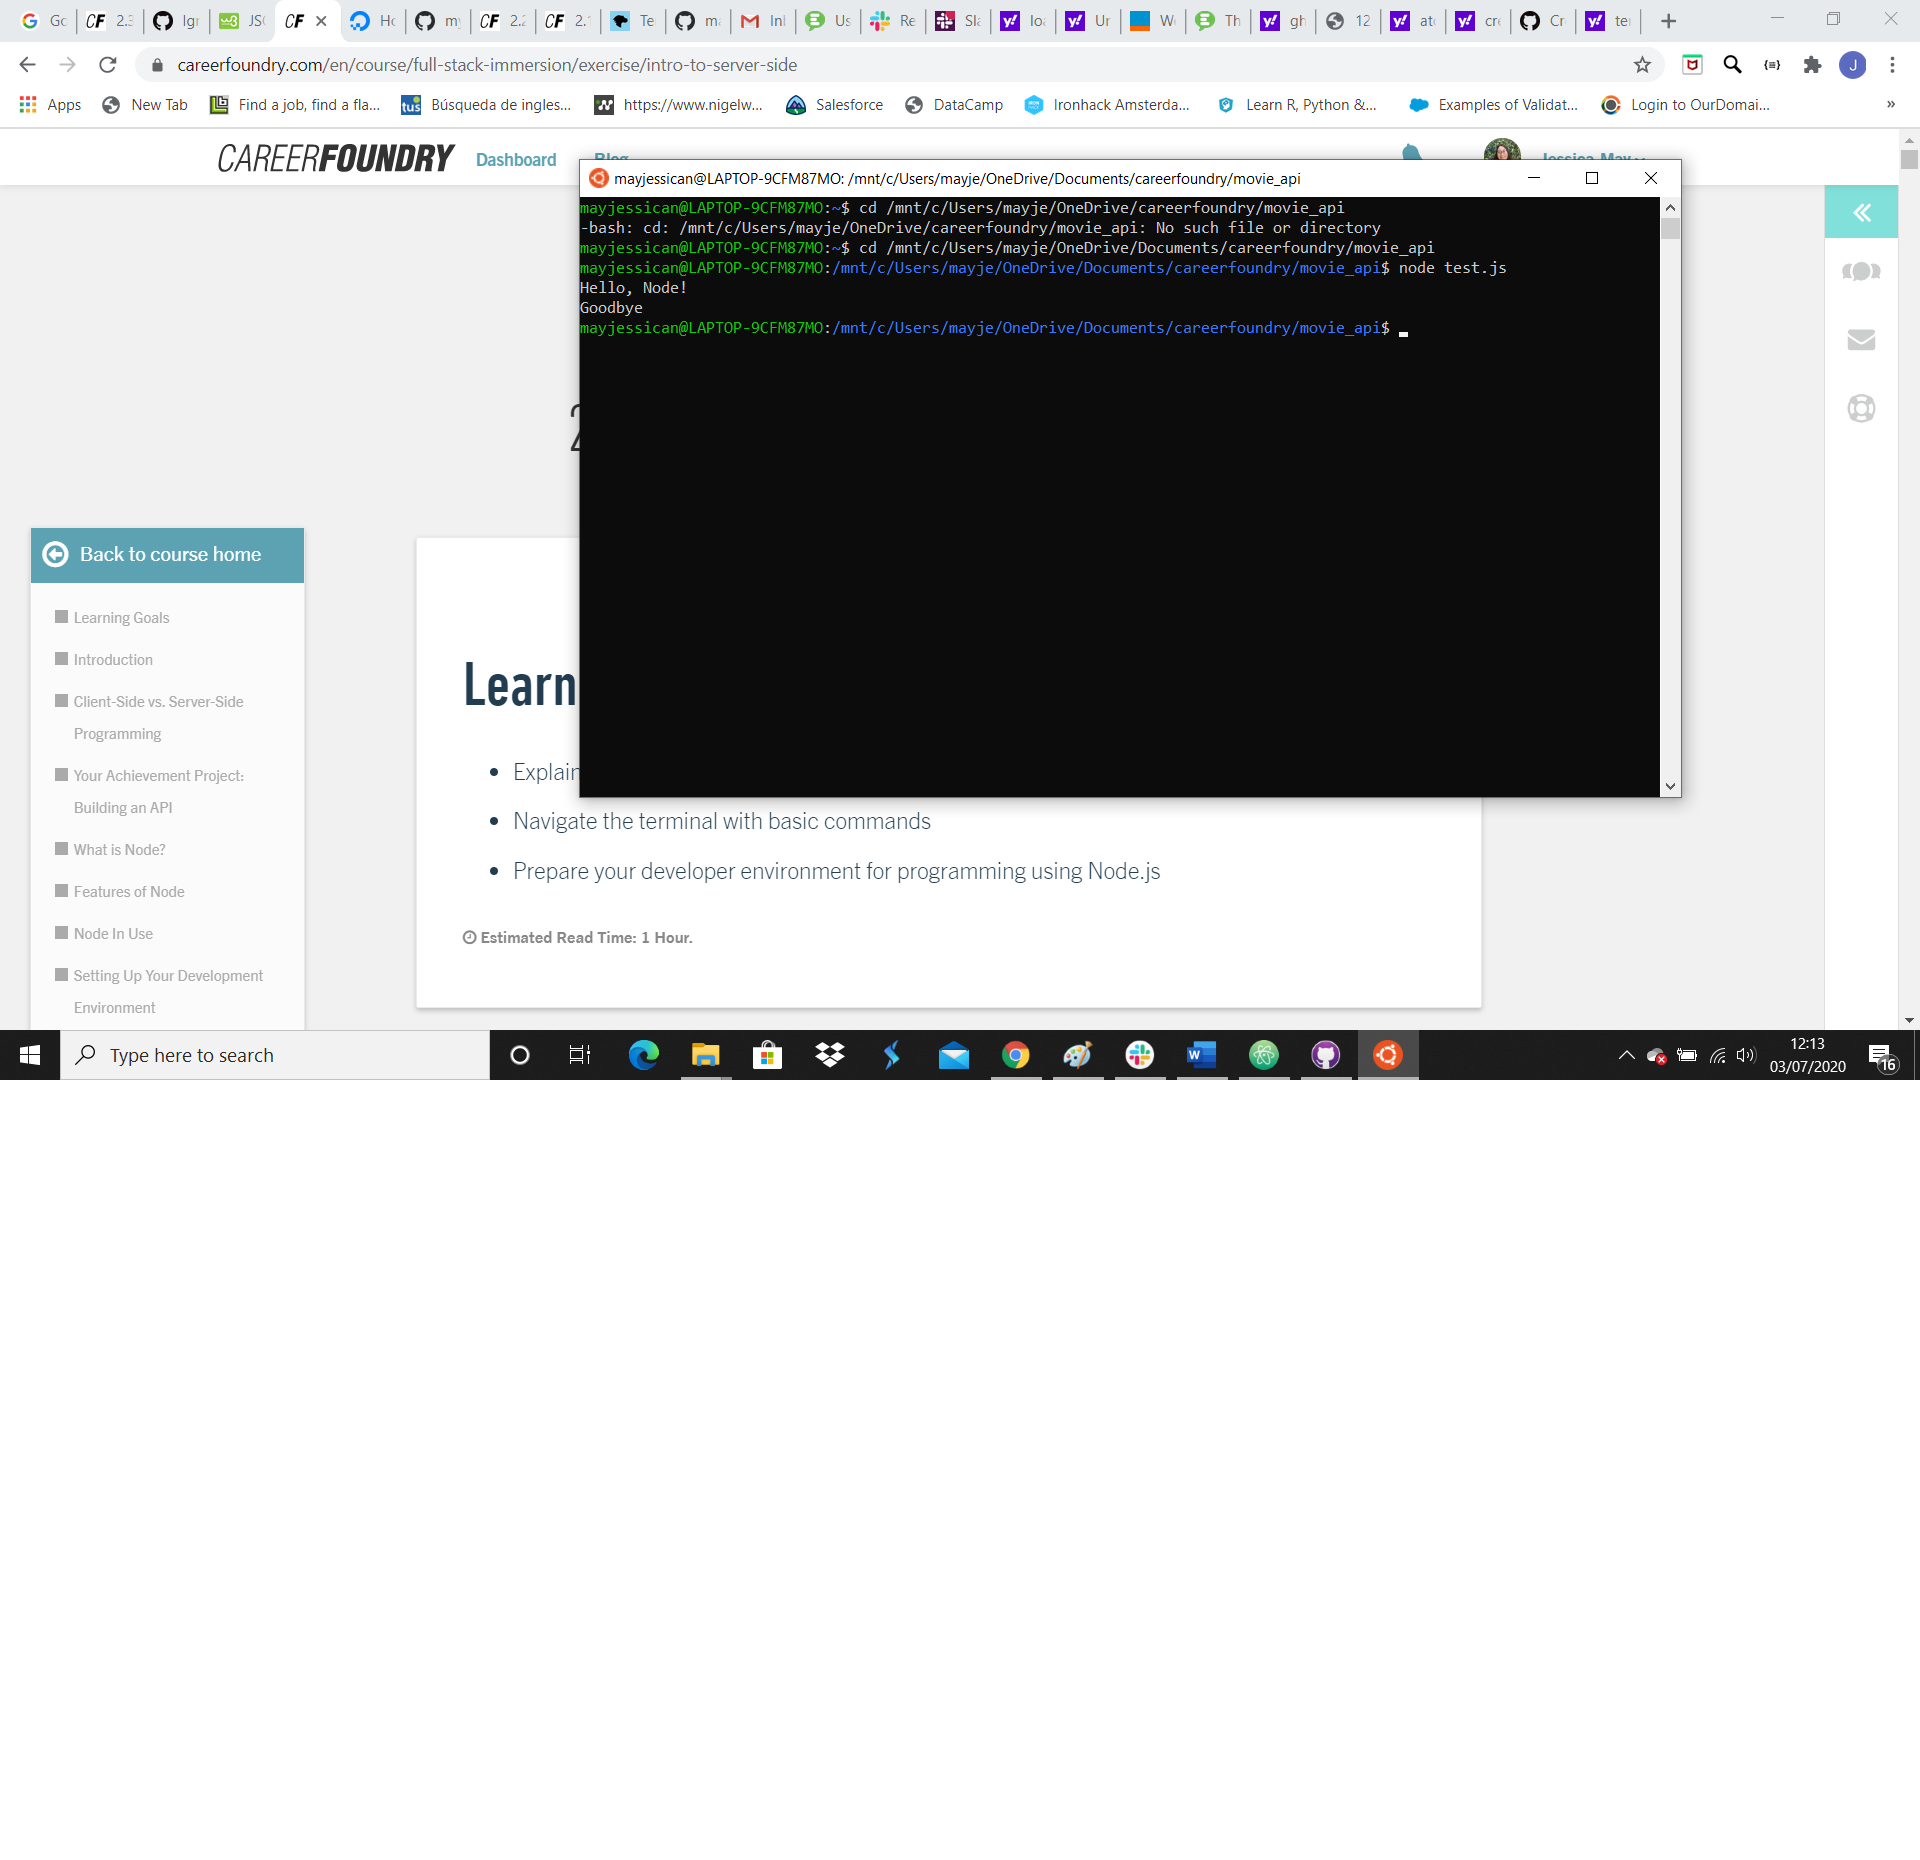 Gc
2.3
Igr
JS
Hc
my
2.2
2.1
Te
m
Inl
Us
Re
Sla
loa
Ur
W
Th
gh
12
ato
cre
Cr
ter
careerfoundry.com/en/course/full-stack-immersion/exercise/intro-to-server-side
J
Apps
New Tab
Find a job, find a fla...
Búsqueda de ingles...
https://www.nigelw...
Salesforce
DataCamp
Ironhack Amsterda...
Learn R, Python &...
Examples of Validat...
Login to OurDomai...
»
CAREERFOUNDRY
Dashboard
Blog
Jessica May
mayjessican@LAPTOP-9CFM87MO: /mnt/c/Users/mayje/OneDrive/Documents/careerfoundry/movie_api
mayjessican@LAPTOP-9CFM87MO:~$ cd /mnt/c/Users/mayje/OneDrive/careerfoundry/movie_api
-bash: cd: /mnt/c/Users/mayje/OneDrive/careerfoundry/movie_api: No such file or directory
mayjessican@LAPTOP-9CFM87MO:~$ cd /mnt/c/Users/mayje/OneDrive/Documents/careerfoundry/movie_api
mayjessican@LAPTOP-9CFM87MO:/mnt/c/Users/mayje/OneDrive/Documents/careerfoundry/movie_api$ node test.js
Hello, Node!
Goodbye
mayjessican@LAPTOP-9CFM87MO:/mnt/c/Users/mayje/OneDrive/Documents/careerfoundry/movie_api$
Back to course home
Learning Goals
Introduction
Client-Side vs. Server-Side
Programming
Your Achievement Project:
Building an API
What is Node?
Features of Node
Node In Use
Setting Up Your Development
Environment
Learn
Explain
Navigate the terminal with basic commands
Prepare your developer environment for programming using Node.js
Estimated Read Time: 1 Hour.
Type here to search
12:13
03/07/2020
16